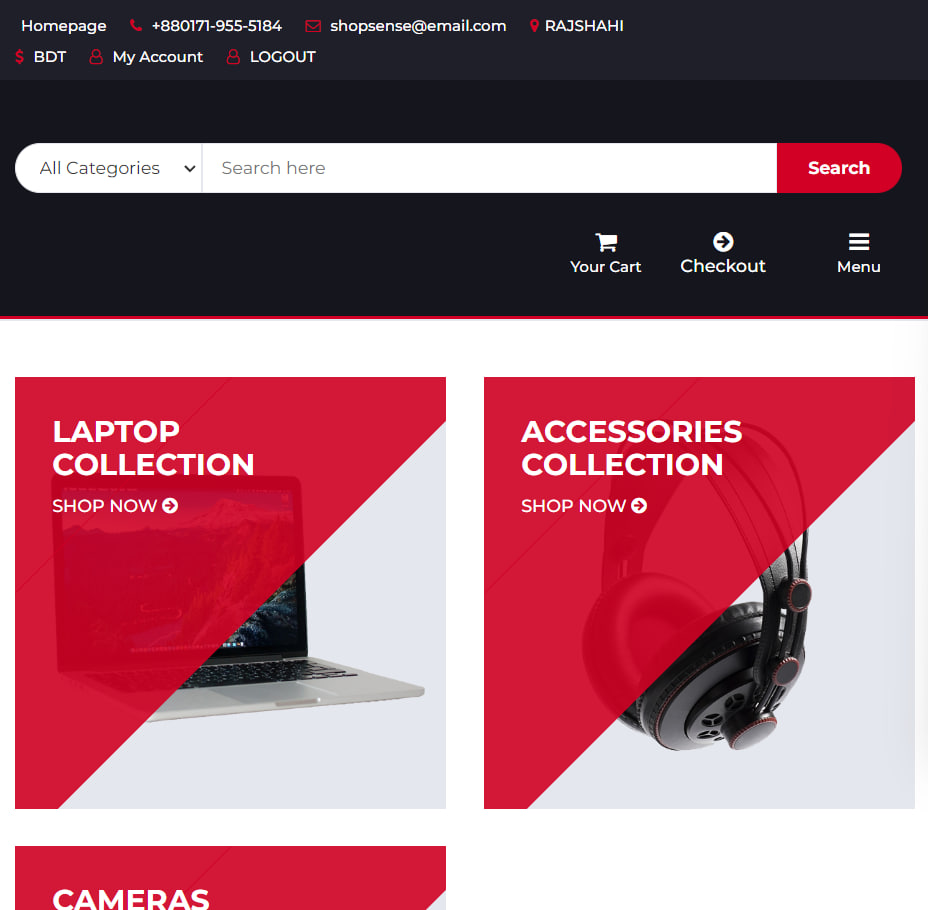 Homepage +880171-955-5184 shopsense@email.com RAJSHAHI
$ BDT My Account LOGOUT
All Categories Search here Search
Your Cart Checkout Menu
LAPTOP
COLLECTION
SHOP NOW
ACCESSORIES
COLLECTION
SHOP NOW
CAMERAS